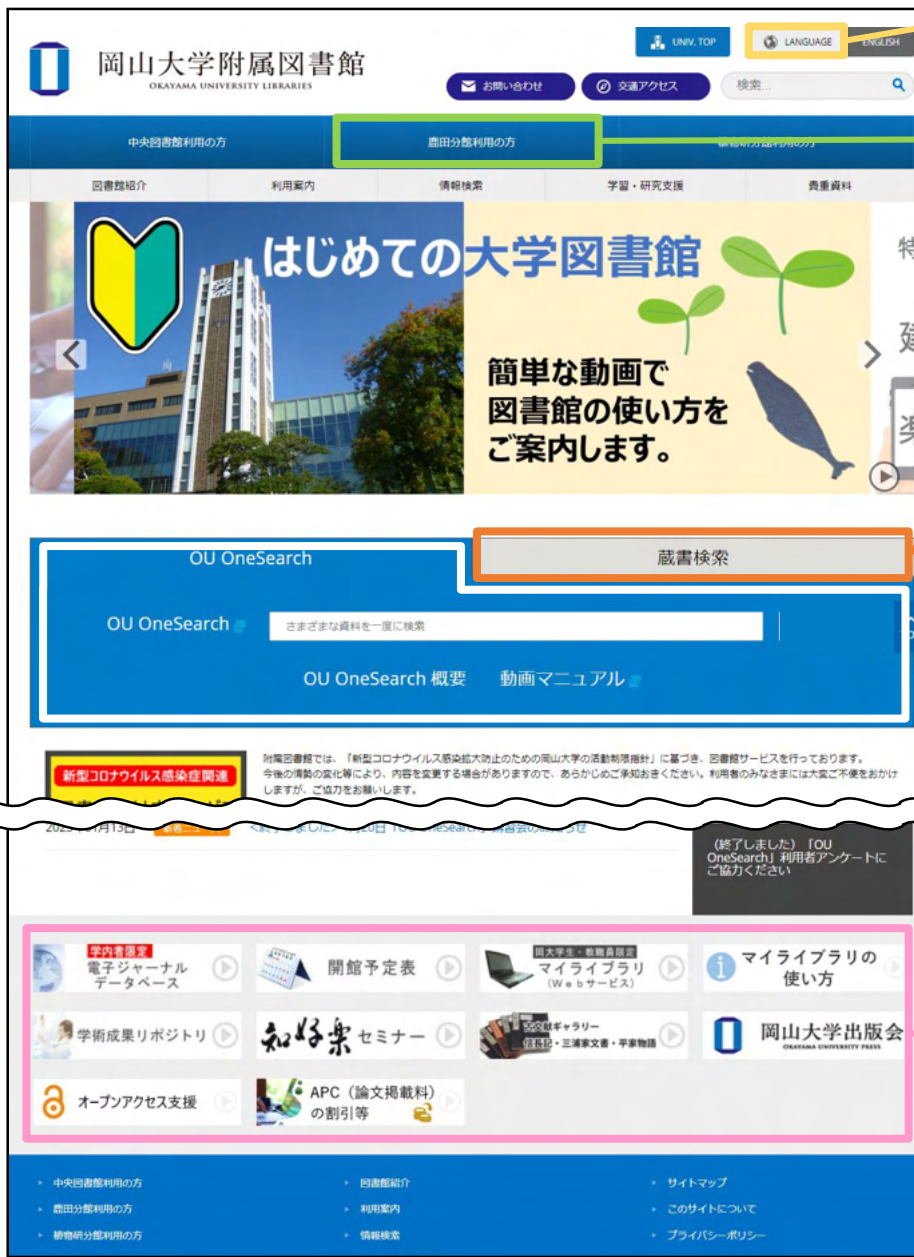 岡山大学附属図書館
OKAYAMA UNIVERSITY LIBRARIES
UNIV. TOP
LANGUAGE
ENGLISH
お問い合わせ
交通アクセス
検索...
中央図書館利用の方
鹿田分館利用の方
植物研分館利用の方
図書館紹介
利用案内
情報検索
学習・研究支援
貴重資料
はじめての大学図書館
簡単な動画で
図書館の使い方を
ご案内します。
特
楽
OU OneSearch
蔵書検索
OU OneSearch
さまざまな資料を一度に検索
OU OneSearch 概要
動画マニュアル
新型コロナウイルス感染症関連
附属図書館では、「新型コロナウイルス感染拡大防止のための岡山大学の活動制限指針」に基づき、図書館サービスを行っております。
今後の情勢の変化等により、内容を変更する場合がありますので、あらかじめご承知おきください。利用者のみなさまには大変ご不便をおかけ
しますが、ご協力をお願いします。
(終了しました)「OU
OneSearch」利用者アンケートに
ご協力ください
学内者限定
電子ジャーナル
データベース
開館予定表
岡大学生・教職員限定
マイライブラリ
(Webサービス)
マイライブラリの
使い方
学術成果リポジトリ
知好楽 セミナー
古文献ギャラリー
信長記・三浦家文書・平家物語
岡山大学出版会
OKAYAMA UNIVERSITY PRESS
オープンアクセス支援
APC（論文掲載料）
の割引等
中央図書館利用の方
鹿田分館利用の方
植物研分館利用の方
図書館紹介
利用案内
情報検索
サイトマップ
このサイトについて
プライバシーポリシー